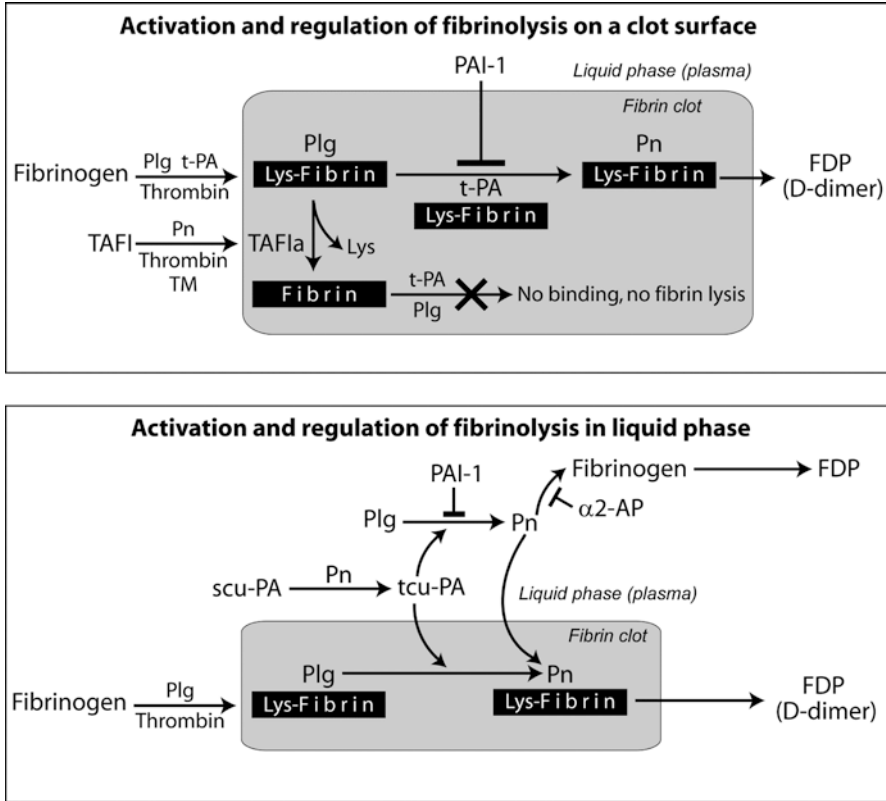 Activation and regulation of fibrinolysis on a clot surface
PAI-1
Liquid phase (plasma)
Fibrin clot
Plg
Pn
Fibrinogen
Plg t-PA
Thrombin
Lys-Fibrin
t-PA
Lys-Fibrin
Lys-Fibrin
FDP
(D-dimer)
TAFI
Pn
Thrombin
TM
TAFIa
Lys
Fibrin
t-PA
Plg
No binding, no fibrin lysis
Activation and regulation of fibrinolysis in liquid phase
PAI-1
Fibrinogen
FDP
α2-AP
Plg
Pn
scu-PA
Pn
tcu-PA
Liquid phase (plasma)
Fibrin clot
Plg
Pn
Fibrinogen
Plg
Thrombin
Lys-Fibrin
Lys-Fibrin
FDP
(D-dimer)